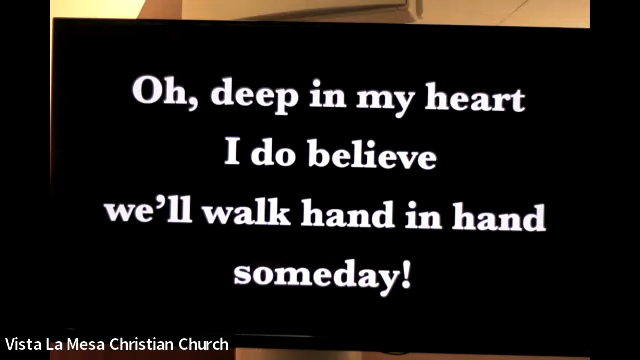 Oh, deep in my heart
I do believe
we'll walk hand in hand
someday!
Vista La Mesa Christian Church